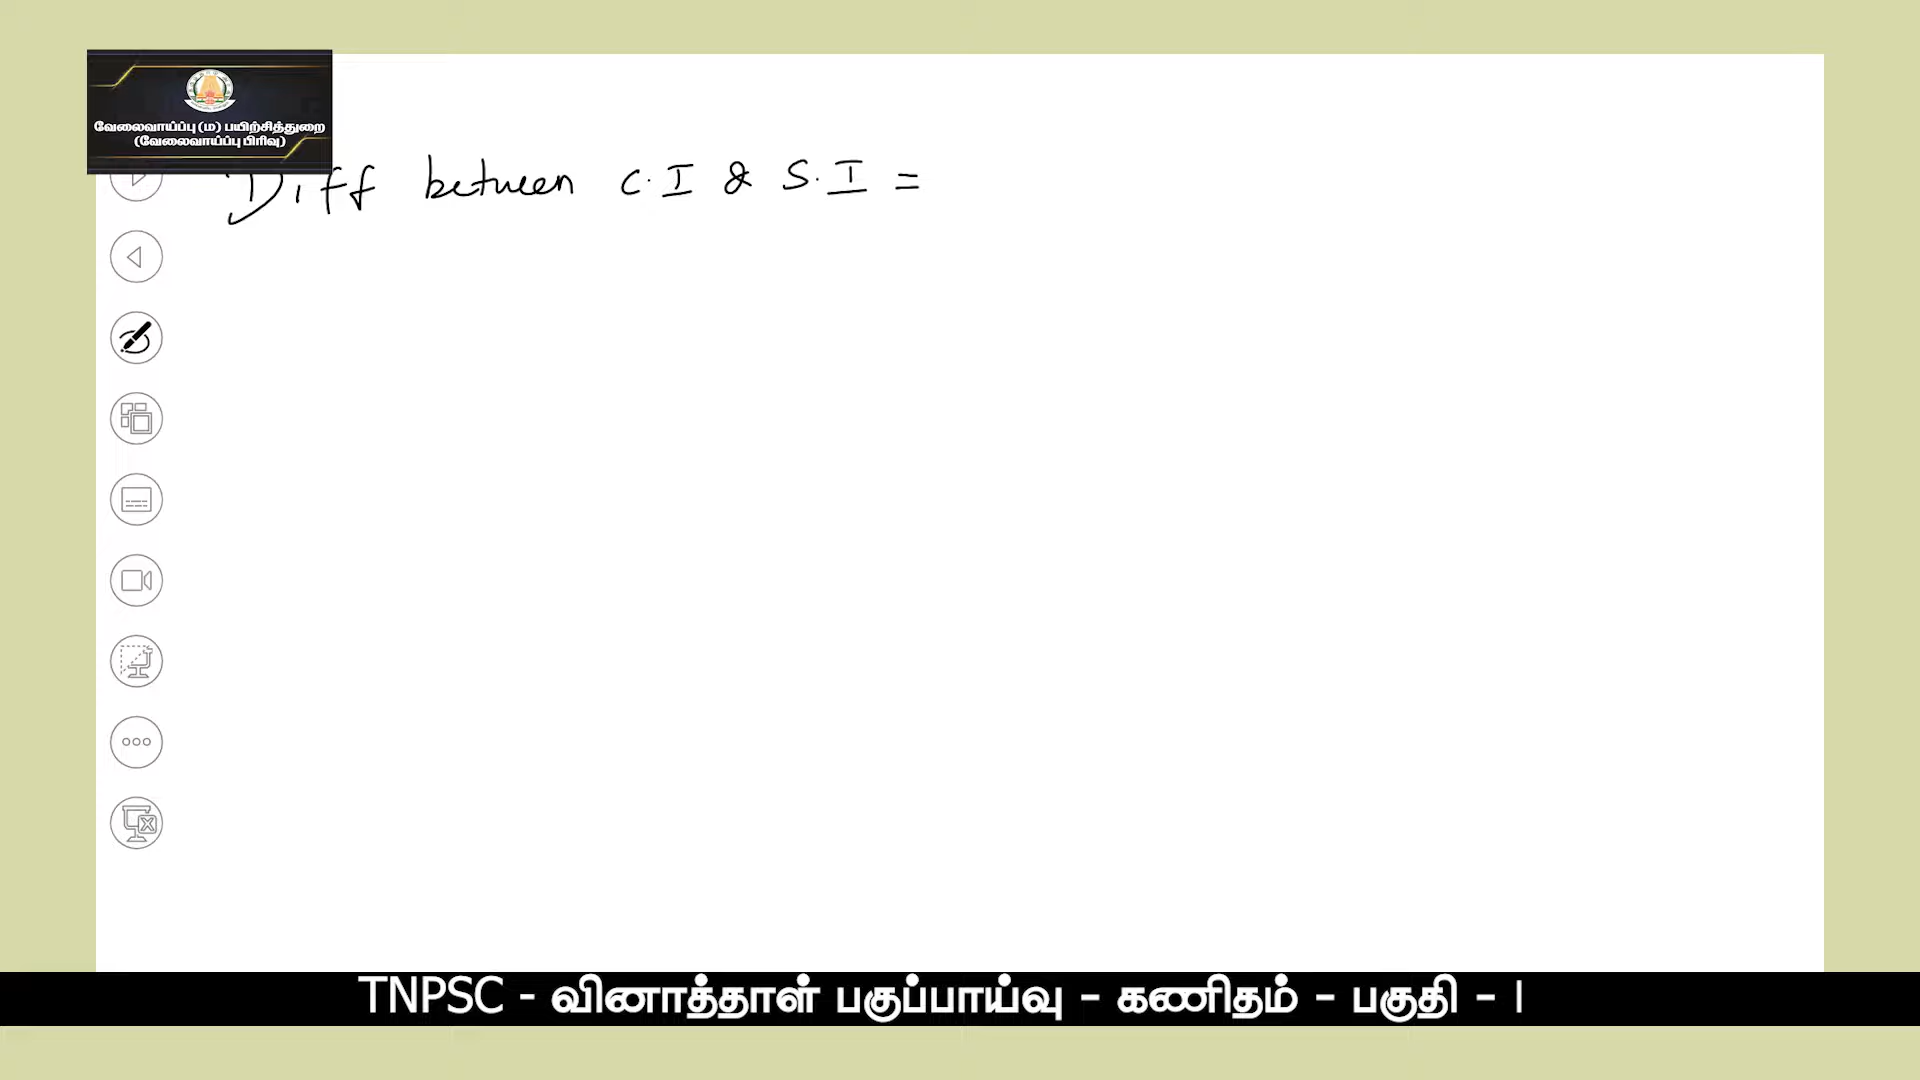 வேலைவாய்ப்பு (ம) பயிற்சித்துறை
(வேலைவாய்ப்பு பிரிவு)
Diff between C.I & S.I =
TNPSC - வினாத்தாள் பகுப்பாய்வு - கணிதம் - பகுதி - I